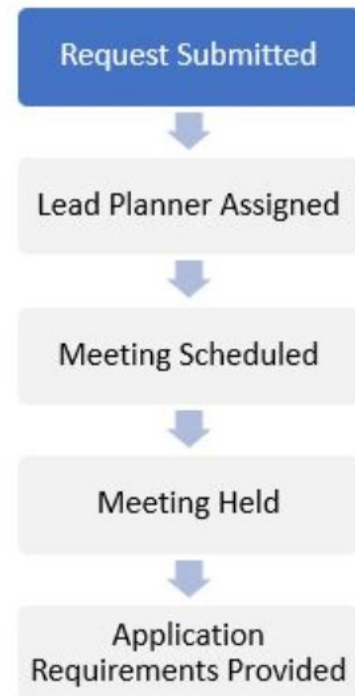 Request Submitted
Lead Planner Assigned
Meeting Scheduled
Meeting Held
Application
Requirements Provided